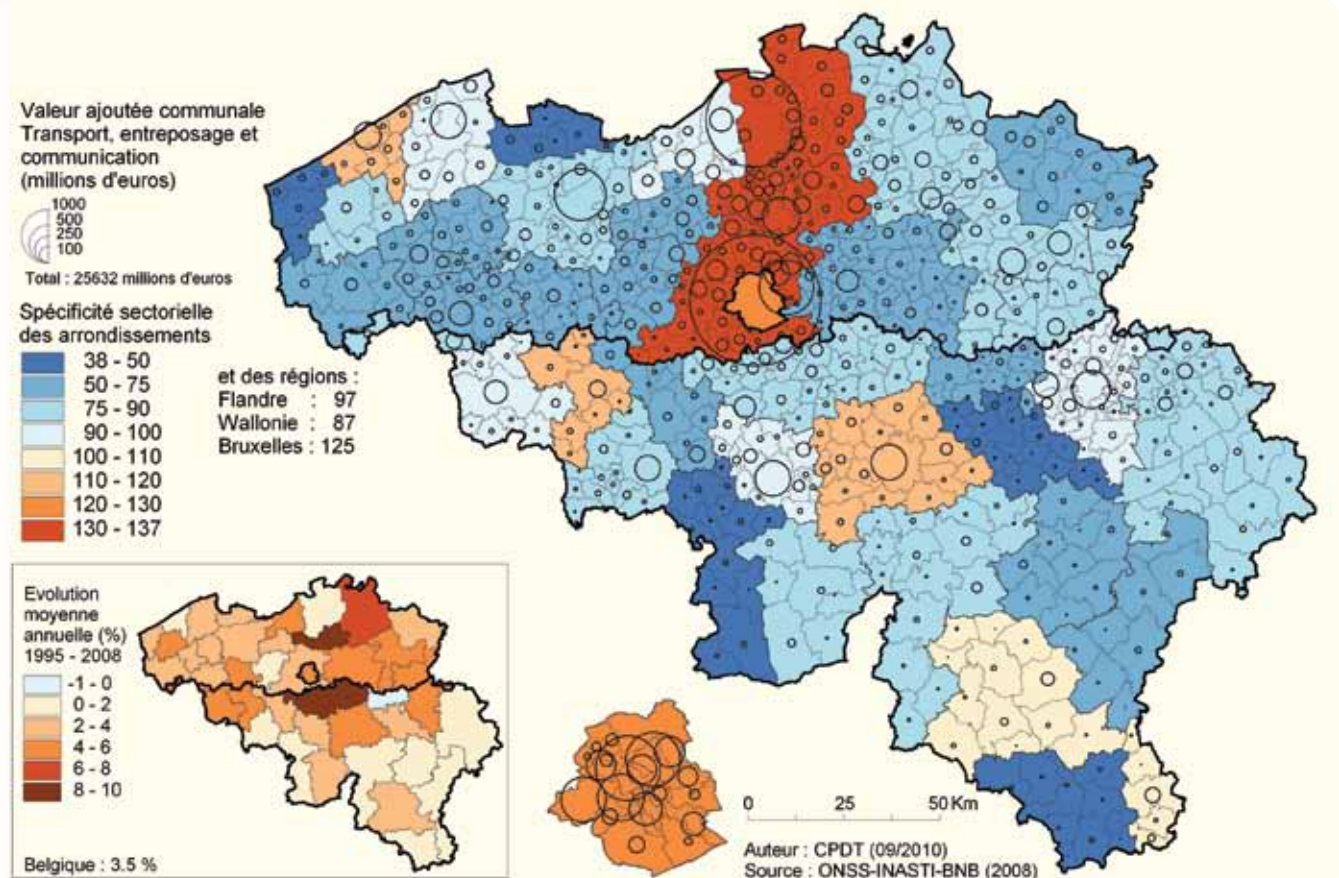 Valeur ajoutée communale
Transport, entreposage et
communication
(millions d'euros)
1000
500
250
100
Total : 25632 millions d'euros
Spécificité sectorielle
des arrondissements
38 - 50
50 - 75
75 - 90
90 - 100
100 - 110
110 - 120
120 - 130
130 - 137
et des régions :
Flandre : 97
Wallonie : 87
Bruxelles : 125
Evolution
moyenne
annuelle (%)
1995 - 2008
-1 - 0
0 - 2
2 - 4
4 - 6
6 - 8
8 - 10
Belgique : 3.5 %
0 25 50 Km
Auteur : CPDT (09/2010)
Source : ONSS-INASTI-BNB (2008)